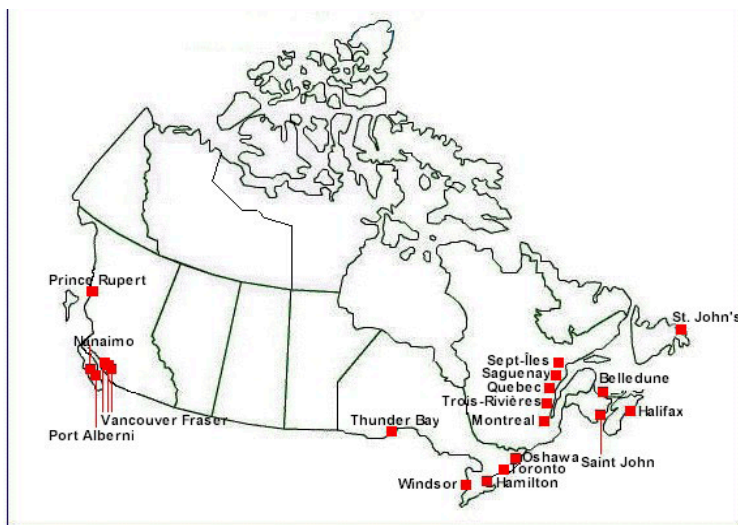 Prince Rupert
St. John's
Nanaimo
Sept-Îles
Saguenay
Belledune
Quebec
Trois-Rivières
Halifax
Vancouver Fraser
Thunder Bay
Montreal
Port Alberni
Oshawa
Saint John
Toronto
Windsor
Hamilton